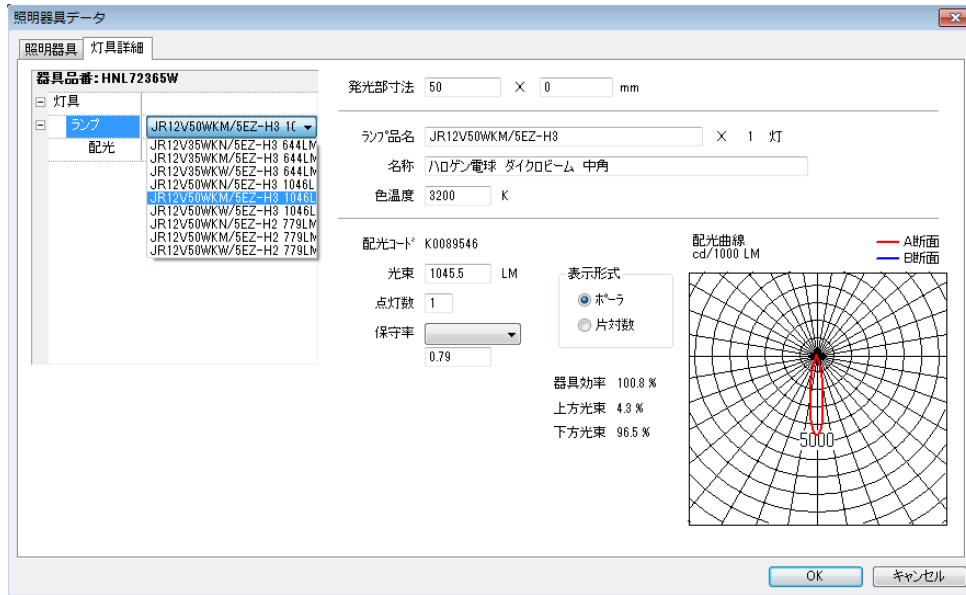 照明器具データ
照明器具 灯具詳細
器具品番:HNL72365W
灯具
ランプ JR12V50WKM/5EZ-H3 1(
配光
JR12V35WKN/5EZ-H3 644LM
JR12V35WKM/5EZ-H3 644LM
JR12V35WKW/5EZ-H3 644LM
JR12V50WKN/5EZ-H3 1046L
JR12V50WKM/5EZ-H3 1046L
JR12V50WKW/5EZ-H3 1046L
JR12V50WKN/5EZ-H2 779LM
JR12V50WKM/5EZ-H2 779LM
JR12V50WKW/5EZ-H2 779LM
発光部寸法 50 × 0 mm
ランプ品名 JR12V50WKM/5EZ-H3 × 1 灯
名称 ハロゲン電球 ダイクロビーム 中角
色温度 3200 K
配光コード K0089546
光束 1045.5 LM
点灯数 1
保守率
0.79
表示形式
ポーラ
片対数
器具効率 100.8 %
上方光束 4.3 %
下方光束 96.5 %
配光曲線
cd/1000 LM
A断面
B断面
5000
OK キャンセル